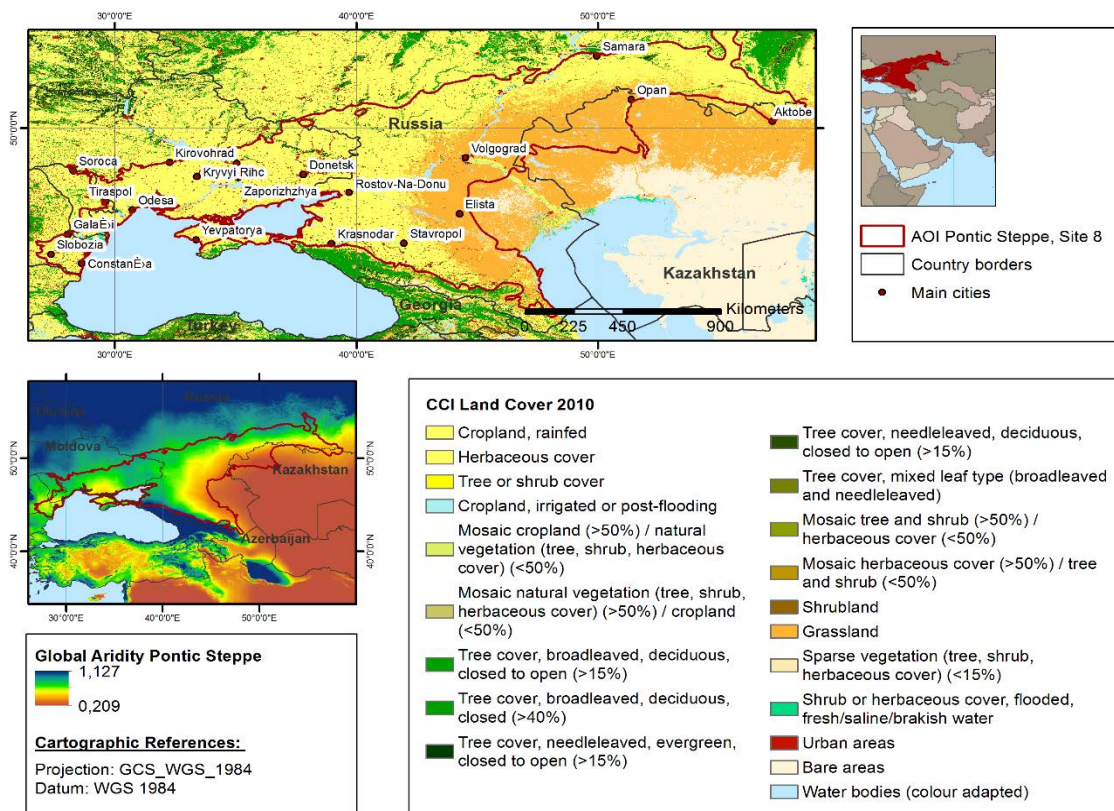 30°0'0"E
40°0'0"E
50°0'0"E
50°0'0"N
Samara
Opan
Aktobe
Russia
Volgograd
Kirovohrad
Soroca
Kryvyi Rihc
Donetsk
Tiraspol
Zaporizhzhya
Rostov-Na-Donu
Odesa
Elista
GalaÈ›i
Yevpatorya
Krasnodar
Stavropol
Slobozia
ConstanÈ›a
Kazakhstan
Georgia
Turkey
Kilometers
0 225 450 900
30°0'0"E
40°0'0"E
50°0'0"E
AOI Pontic Steppe, Site 8
Country borders
Main cities
30°0'0"E
40°0'0"E
50°0'0"E
Ukraine
Russia
Moldova
Kazakhstan
Azerbaijan
50°0'0"N
40°0'0"N
50°0'0"N
40°0'0"N
30°0'0"E
40°0'0"E
50°0'0"E
Global Aridity Pontic Steppe
1,127
0,209
Cartographic References:
Projection: GCS_WGS_1984
Datum: WGS 1984
CCI Land Cover 2010
Cropland, rainfed
Herbaceous cover
Tree or shrub cover
Cropland, irrigated or post-flooding
Mosaic cropland (>50%) / natural
vegetation (tree, shrub, herbaceous
cover) (<50%)
Mosaic natural vegetation (tree, shrub,
herbaceous cover) (>50%) / cropland
(<50%)
Tree cover, broadleaved, deciduous,
closed to open (>15%)
Tree cover, broadleaved, deciduous,
closed (>40%)
Tree cover, needleleaved, evergreen,
closed to open (>15%)
Tree cover, needleleaved, deciduous,
closed to open (>15%)
Tree cover, mixed leaf type (broadleaved
and needleleaved)
Mosaic tree and shrub (>50%) /
herbaceous cover (<50%)
Mosaic herbaceous cover (>50%) / tree
and shrub (<50%)
Shrubland
Grassland
Sparse vegetation (tree, shrub,
herbaceous cover) (<15%)
Shrub or herbaceous cover, flooded,
fresh/saline/brakish water
Urban areas
Bare areas
Water bodies (colour adapted)